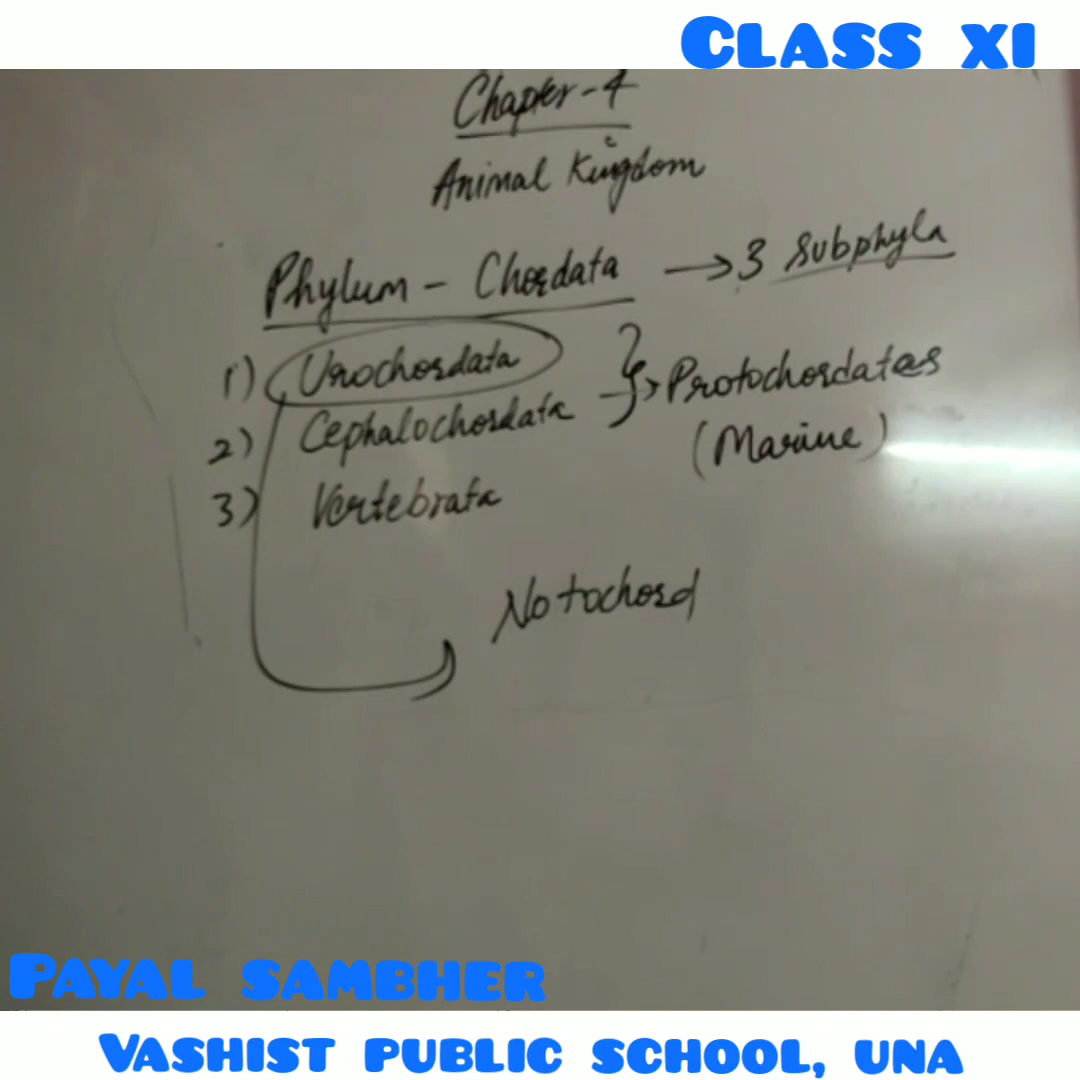 CLASS XI
Chapter-4
Animal Kingdom
Phylum - Chordata → 3 Subphyla
1) Urochordata
2) Cephalochordata } → Protochordates
(Marine)
3) Vertebrata
Notochord
PAYAL SAMBHER
VASHIST PUBLIC SCHOOL, UNA